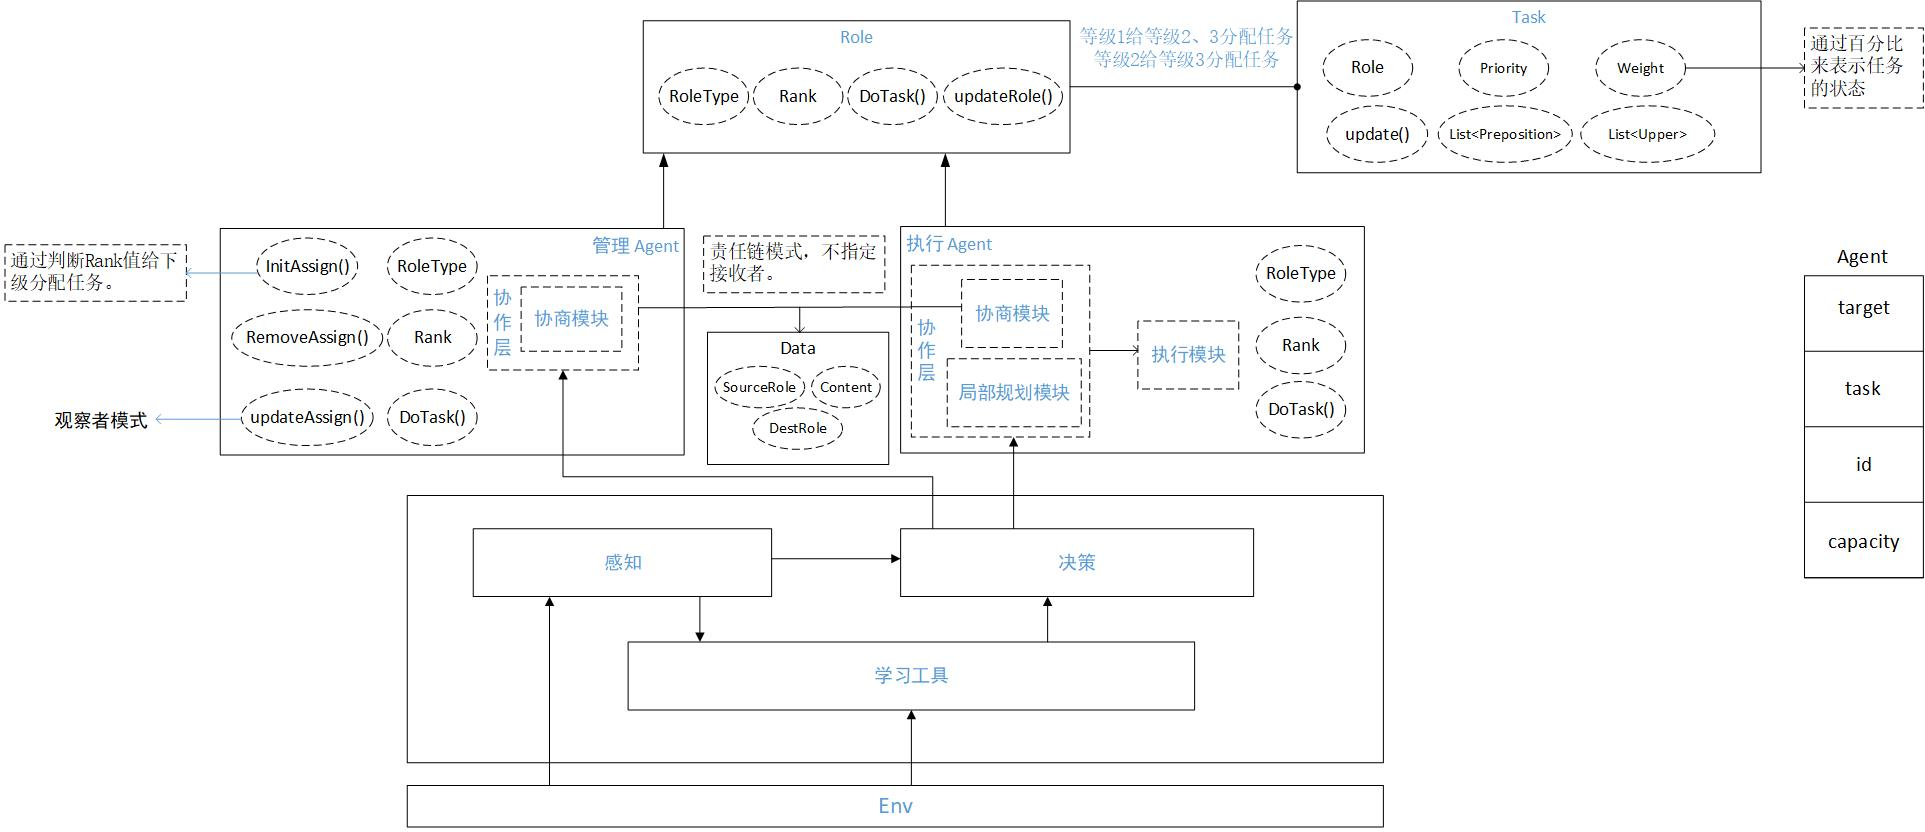 Role
RoleType
Rank
DoTask()
updateRole()
等级1给等级2、3分配任务
等级2给等级3分配任务
Task
Role
Priority
Weight
update()
List<Preposition>
List<Upper>
通过百分比
来表示任务
的状态
通过判断Rank值给下
级分配任务。
观察者模式
管理 Agent
InitAssign()
RoleType
RemoveAssign()
Rank
updateAssign()
DoTask()
协
作
层
协商模块
责任链模式，不指定
接收者。
Data
SourceRole
Content
DestRole
执行 Agent
协
作
层
协商模块
局部规划模块
执行模块
RoleType
Rank
DoTask()
Agent
target
task
id
capacity
感知
决策
学习工具
Env